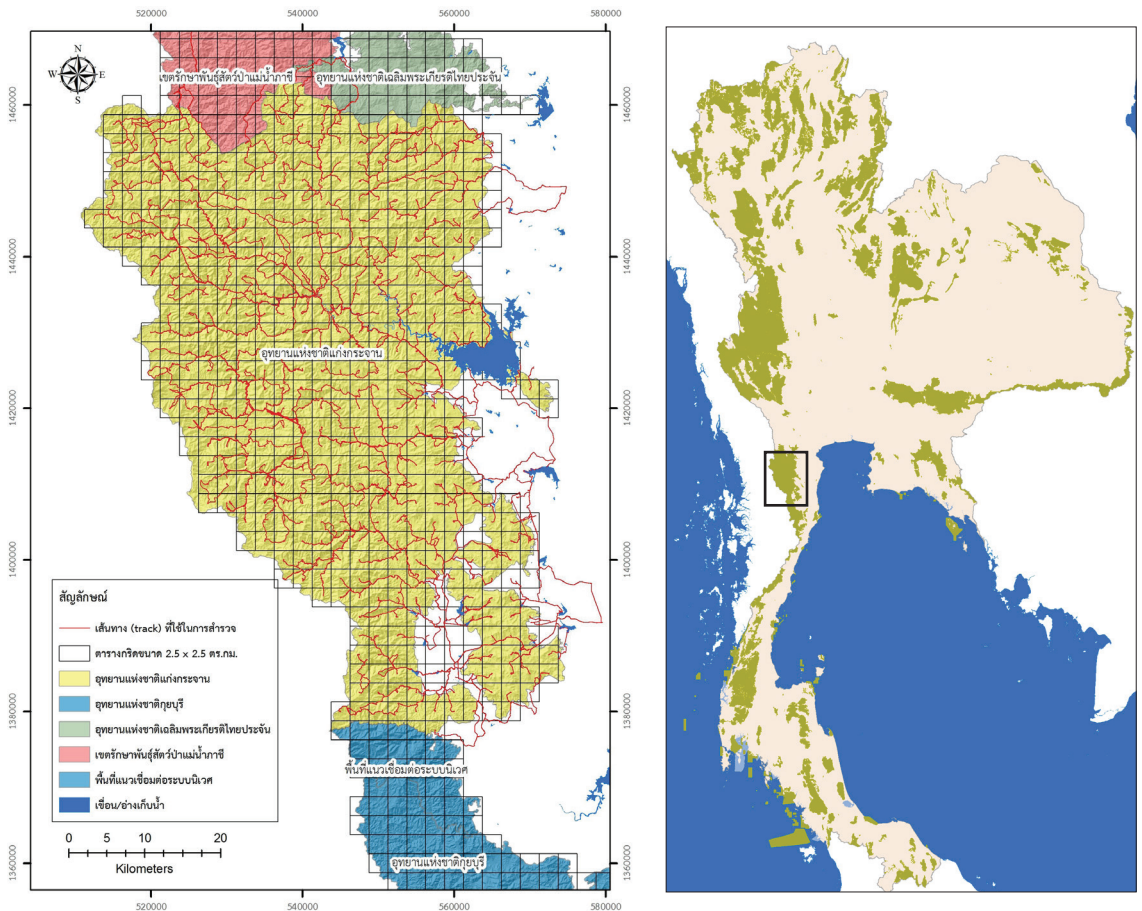 520000 540000 560000 580000
N
W E
S
เขตรักษาพันธุ์สัตว์ป่าแม่น้ำภาชี
อุทยานแห่งชาติเฉลิมพระเกียรติไทยประจัน
1460000
1460000
1440000
1440000
อุทยานแห่งชาติแก่งกระจาน
1420000
1420000
1400000
1400000
1380000
1380000
พื้นที่แนวเชื่อมต่อระบบนิเวศ
อุทยานแห่งชาติกุยบุรี
1360000
1360000
สัญลักษณ์
เส้นทาง (track) ที่ใช้ในการสำรวจ
ตารางกริดขนาด 2.5 x 2.5 ตร.กม.
อุทยานแห่งชาติแก่งกระจาน
อุทยานแห่งชาติกุยบุรี
อุทยานแห่งชาติเฉลิมพระเกียรติไทยประจัน
เขตรักษาพันธุ์สัตว์ป่าแม่น้ำภาชี
พื้นที่แนวเชื่อมต่อระบบนิเวศ
เขื่อน/อ่างเก็บน้ำ
0 5 10 20
Kilometers
520000 540000 560000 580000